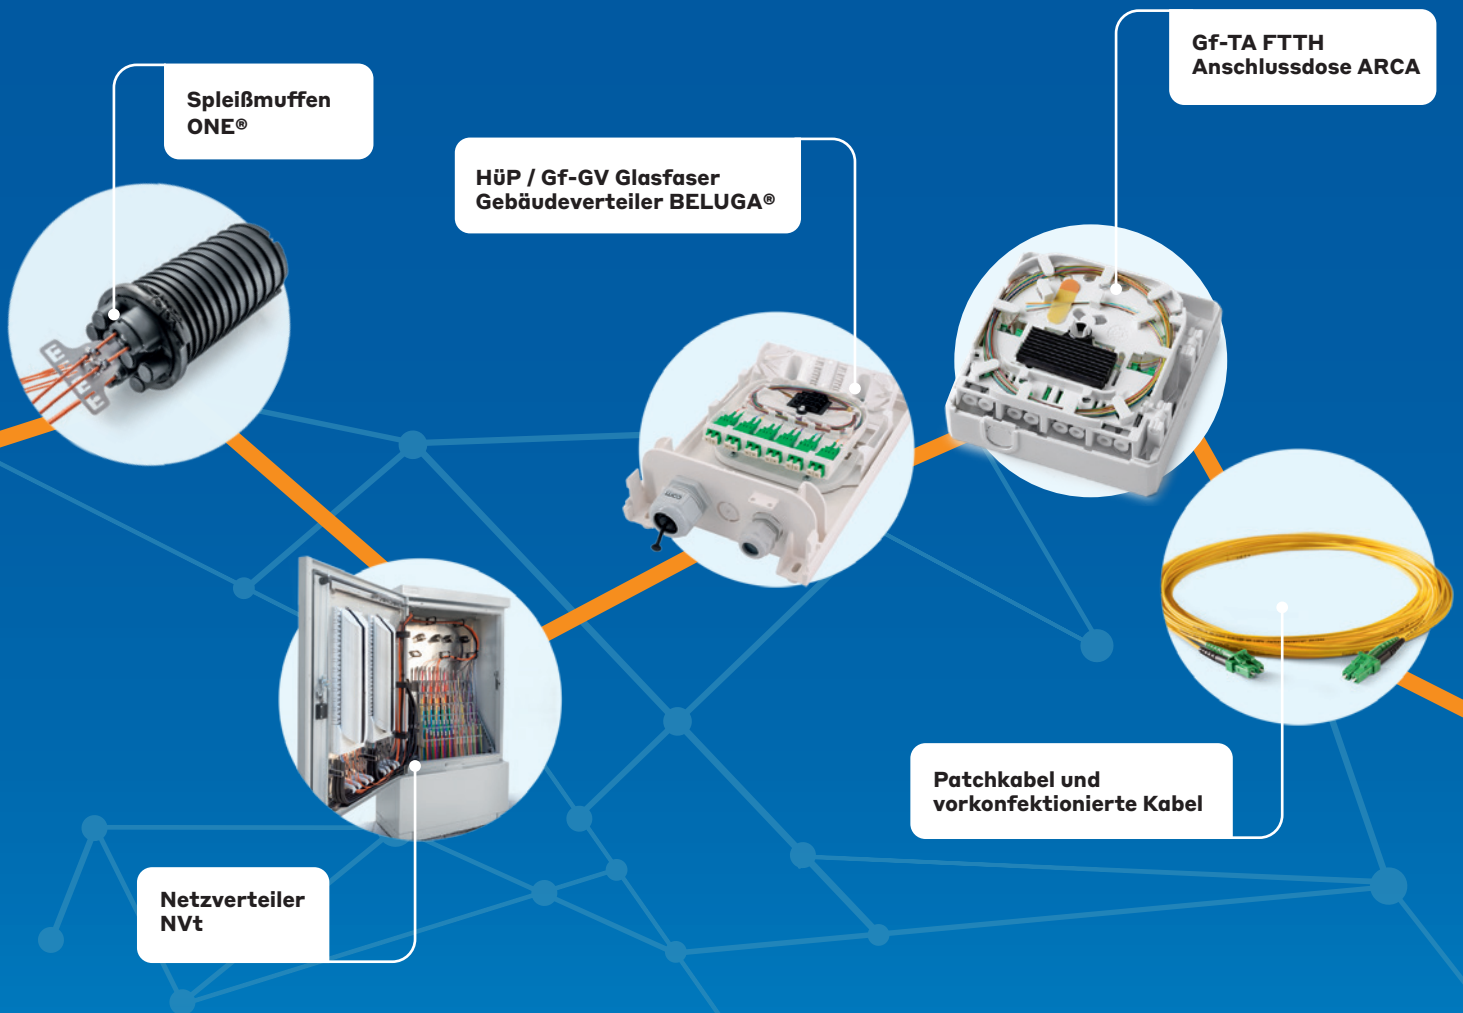 Gf-TA FTTH
Anschlussdose ARCA
Spleißmuffen
ONE®
HüP / Gf-GV Glasfaser
Gebäudeverteiler BELUGA®
Patchkabel und
vorkonfektionierte Kabel
Netzverteiler
NVt